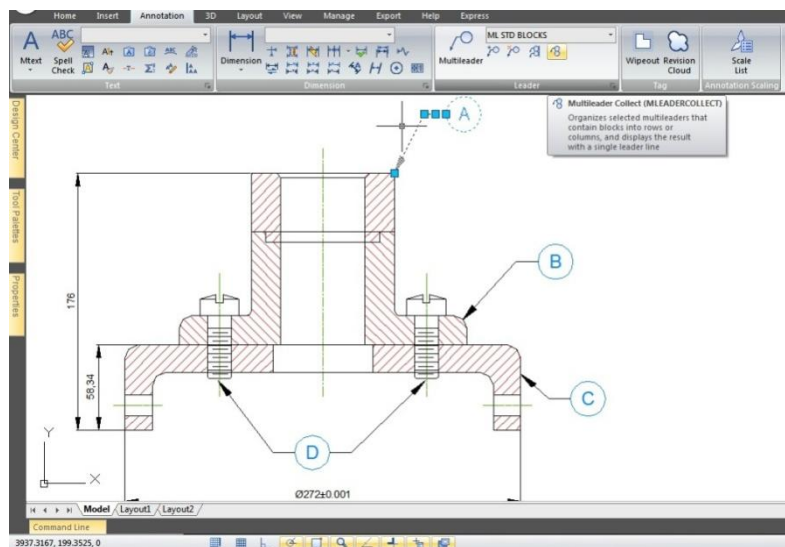 Home Insert Annotation 3D Layout View Manage Export Help Express
A ABC
Mtext Spell Check
Text
Dimension
Dimension
Multileader
ML STD BLOCKS
Leader
Wipeout Revision Cloud
Tag
Scale List
Annotation Scaling
Multileader Collect (MLEADERCOLLECT)
Organizes selected multileaders that
contain blocks into rows or
columns, and displays the result
with a single leader line
Design Center
Tool Palettes
Properties
A
B
C
D
176
58,34
Ø272±0.001
Y
X
Model Layout1 Layout2
Command Line
3937.3167, 199.3525, 0